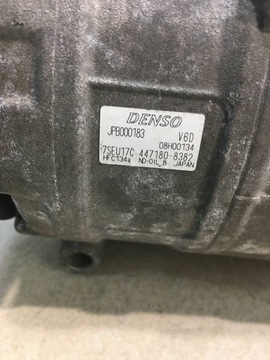 DENSO
JPB000183 V6D
08H00134
7SEU17C 447180-8382
HFC134a ND-OIL 8 JAPAN